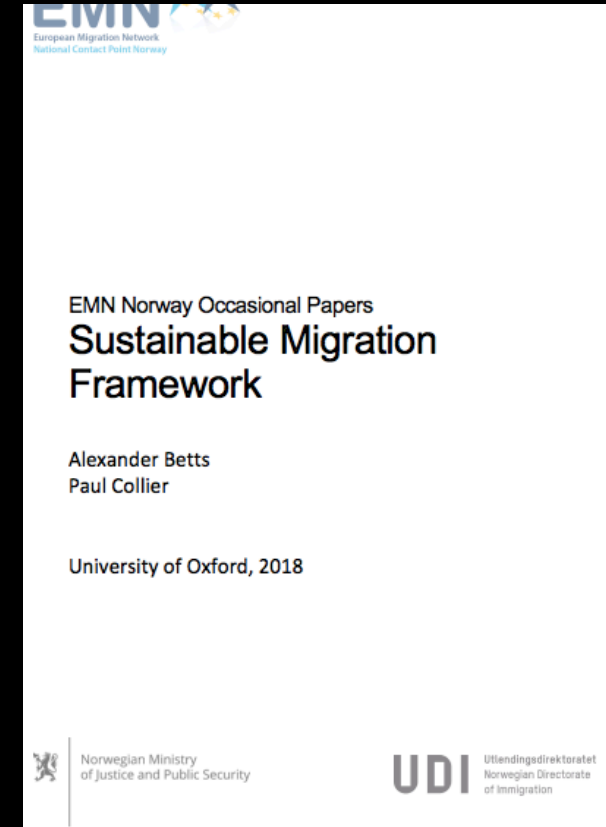 EMN
European Migration Network
National Contact Point Norway
EMN Norway Occasional Papers
Sustainable Migration
Framework
Alexander Betts
Paul Collier
University of Oxford, 2018
Norwegian Ministry
of Justice and Public Security
UDI
Utlendingsdirektoratet
Norwegian Directorate
of Immigration